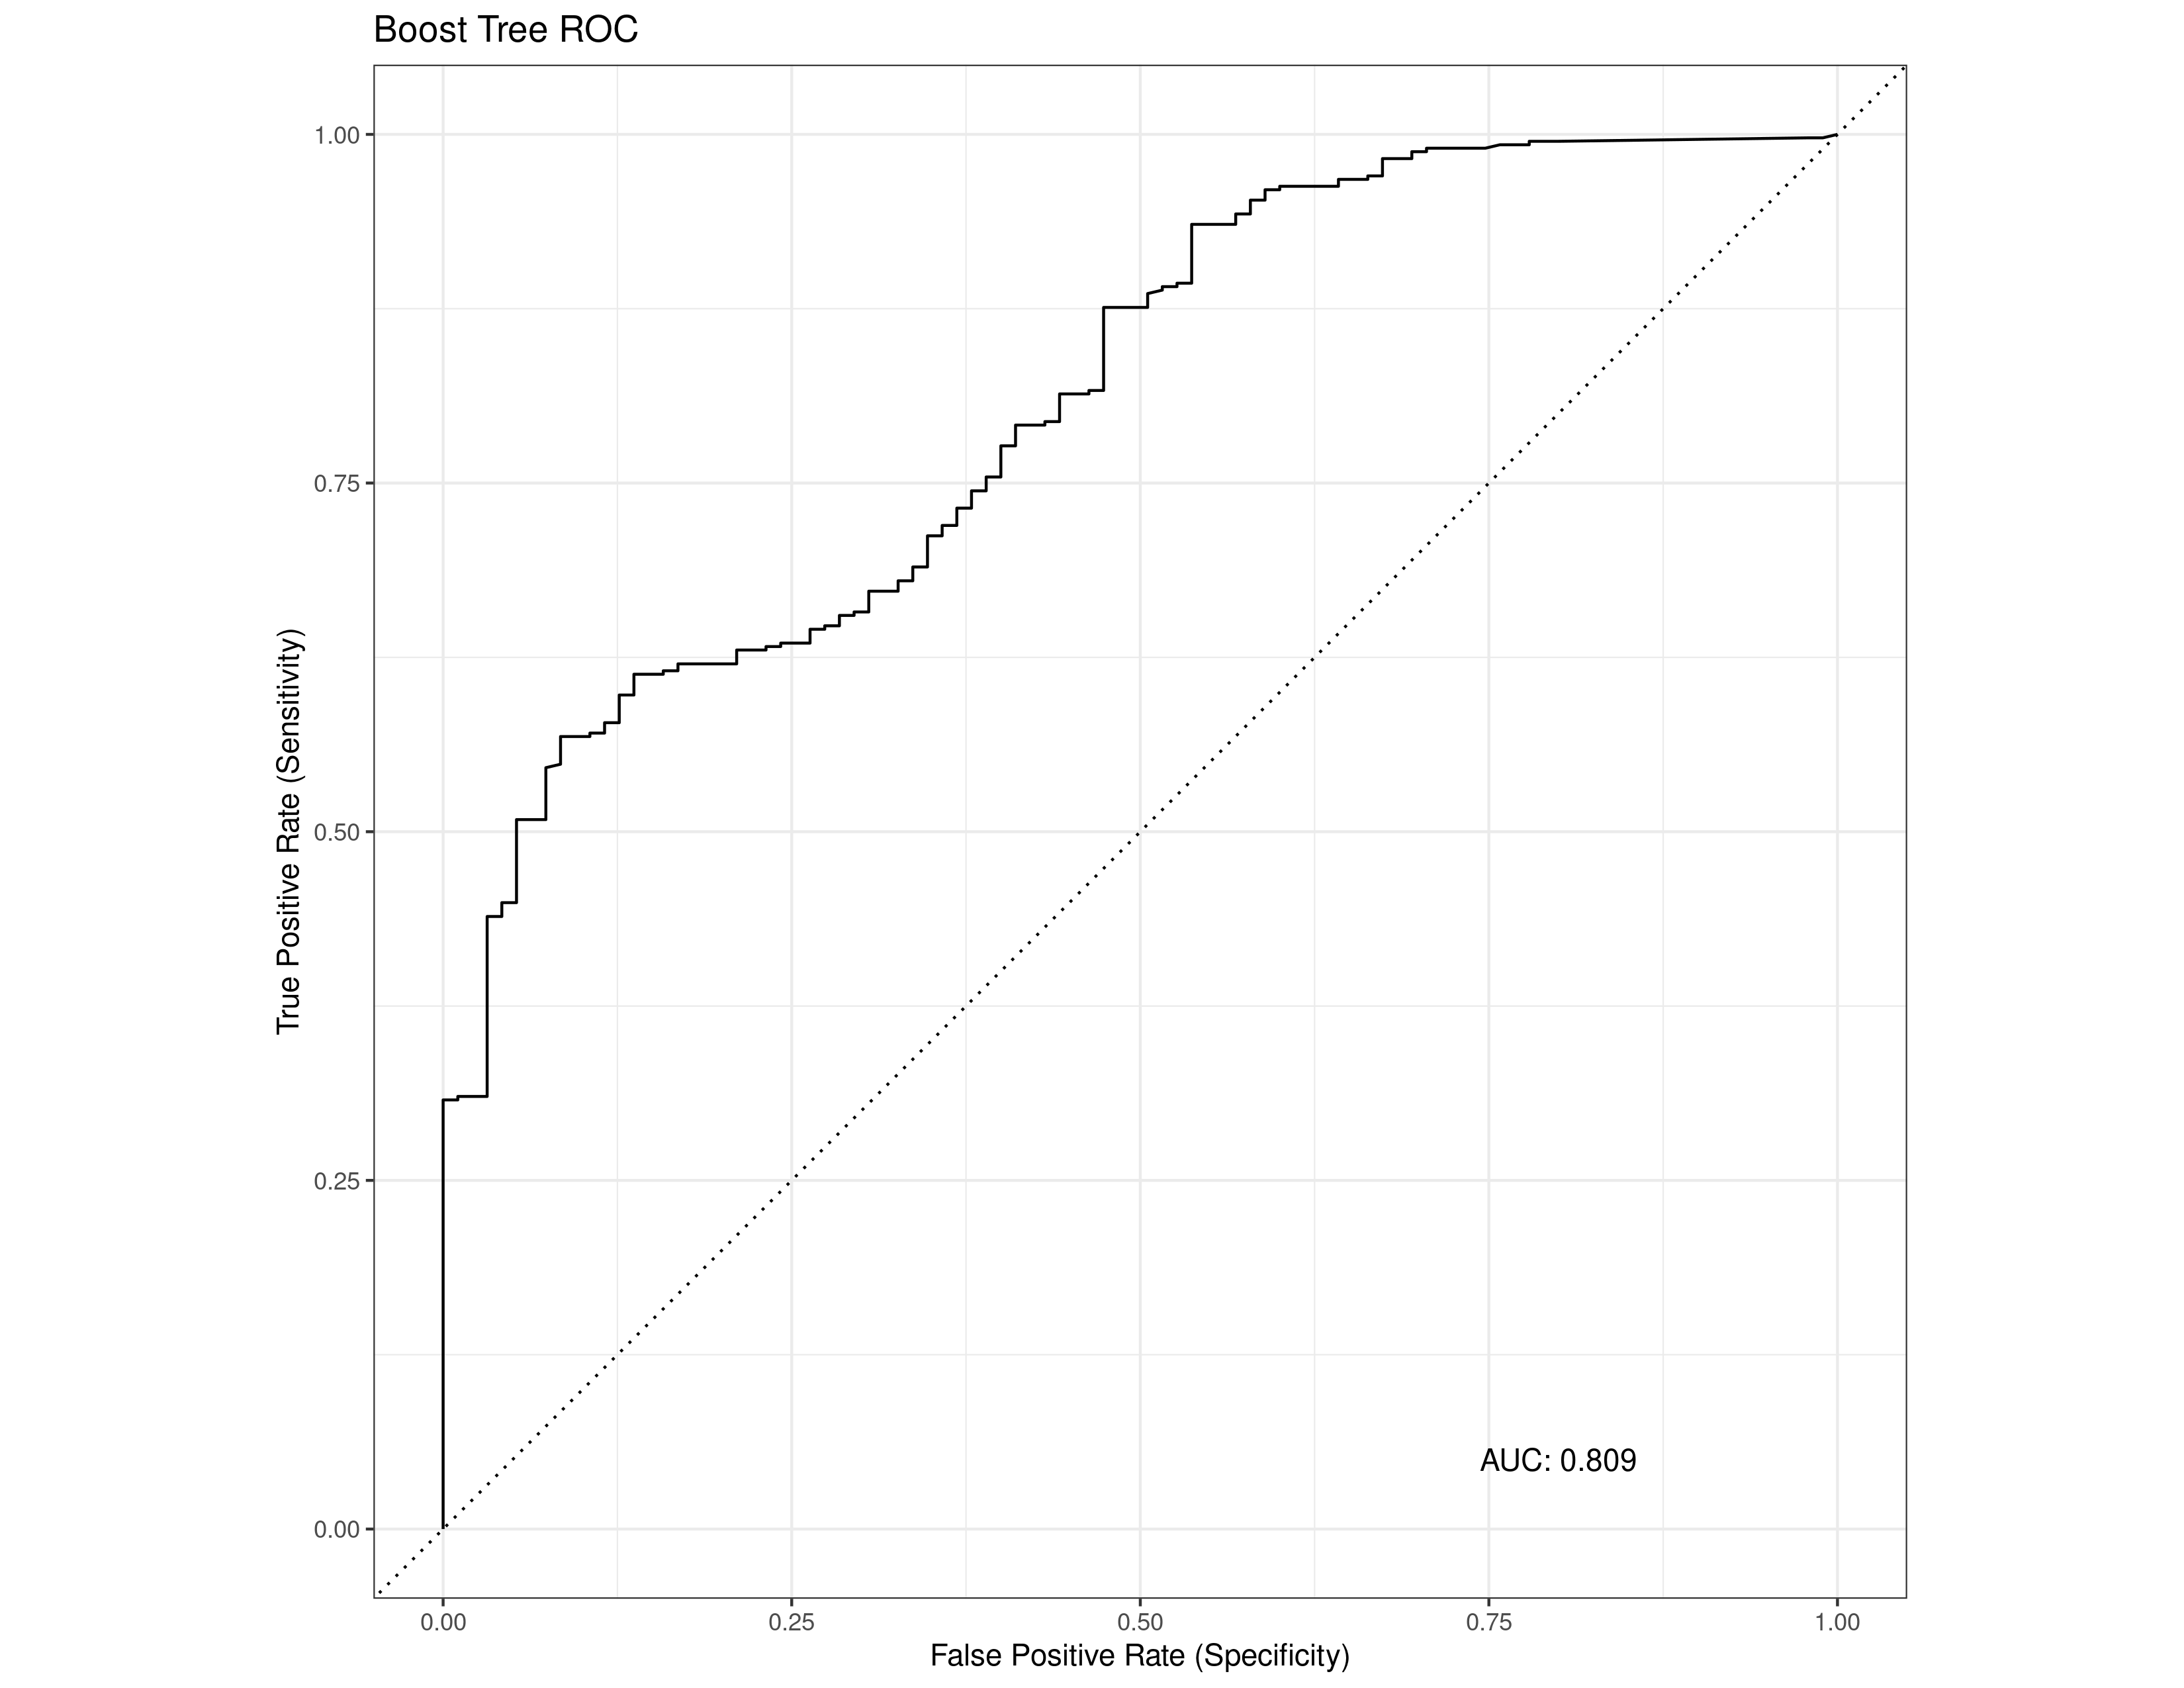 Boost Tree ROC
True Positive Rate (Sensitivity)
1.00
0.75
0.50
0.25
0.00
AUC: 0.809
0.00 0.25 0.50 0.75 1.00
False Positive Rate (Specificity)